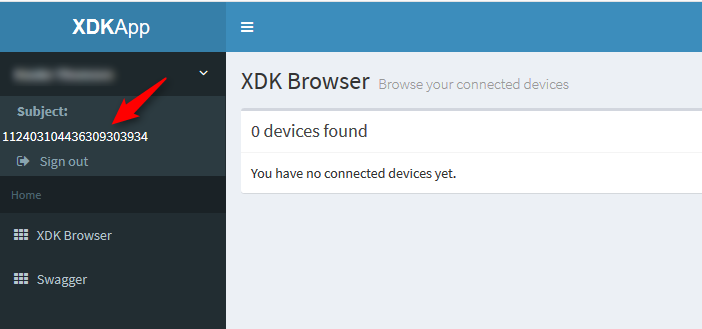 XDKApp
Subject:
112403104436309303934
Sign out
Home
XDK Browser
Swagger
XDK Browser Browse your connected devices
0 devices found
You have no connected devices yet.